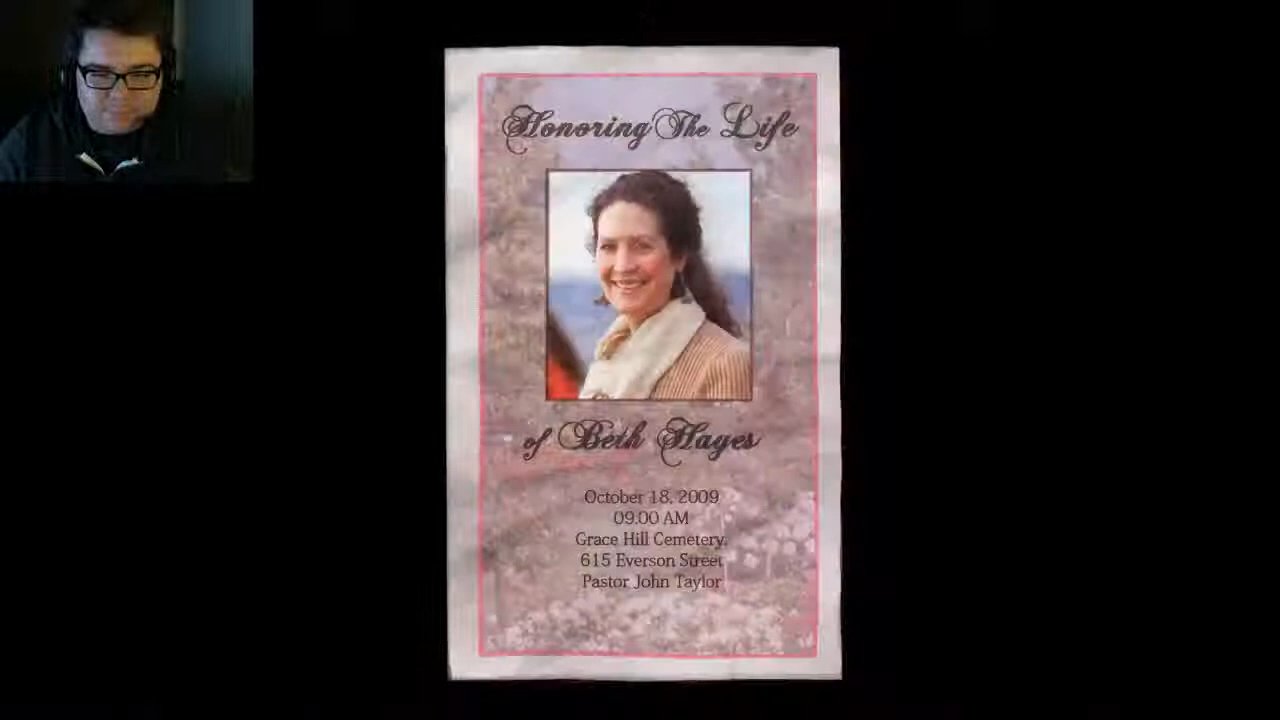 Honoring The Life
of Beth Hayes
October 18, 2009
09.00 AM
Grace Hill Cemetery,
615 Everson Street
Pastor John Taylor